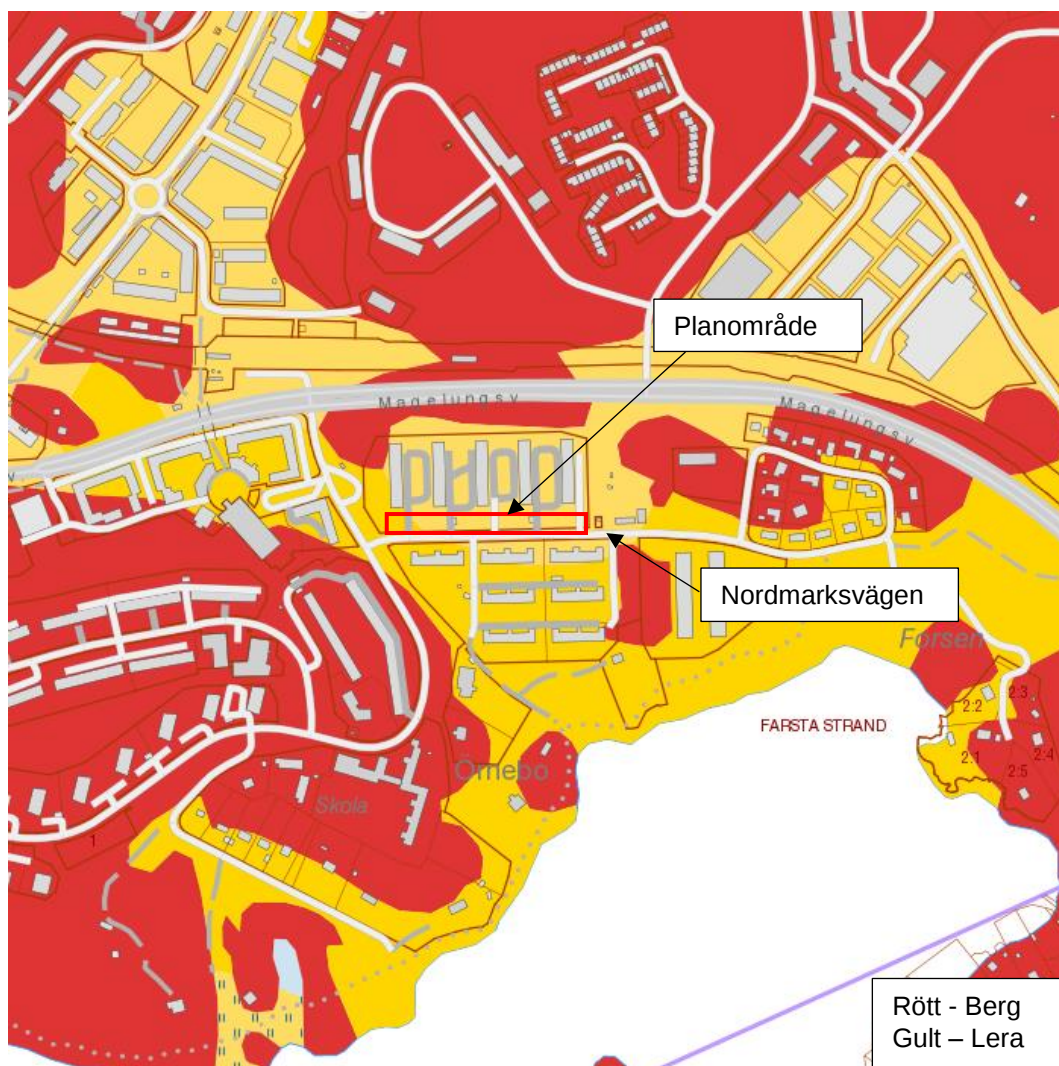 Planområde
Magelungsv
Magelungsv
v
Nordmarksvägen
Forsen
2:3
2:2
FARSTA STRAND
2:4
2:1
2:5
Örnebo
Skola
1
Rött - Berg
Gult – Lera